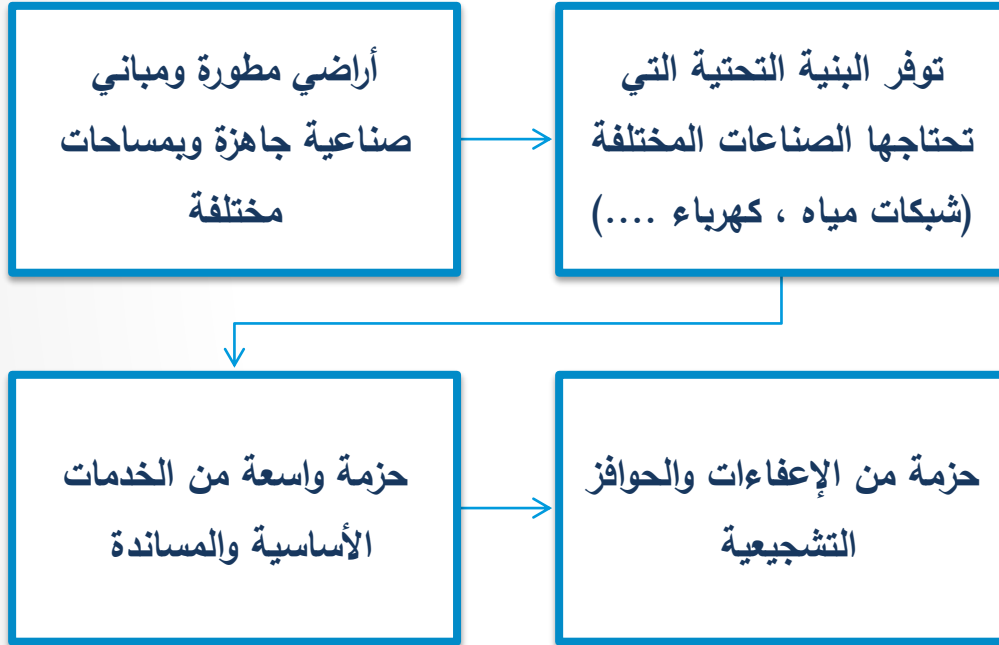 أراضي مطورة ومباني
صناعية جاهزة وبمساحات
مختلفة
توفر البنية التحتية التي
تحتاجها الصناعات المختلفة
(شبكات مياه ، كهرباء ....)
حزمة واسعة من الخدمات
الأساسية والمساندة
حزمة من الإعفاءات والحوافز
التشجيعية